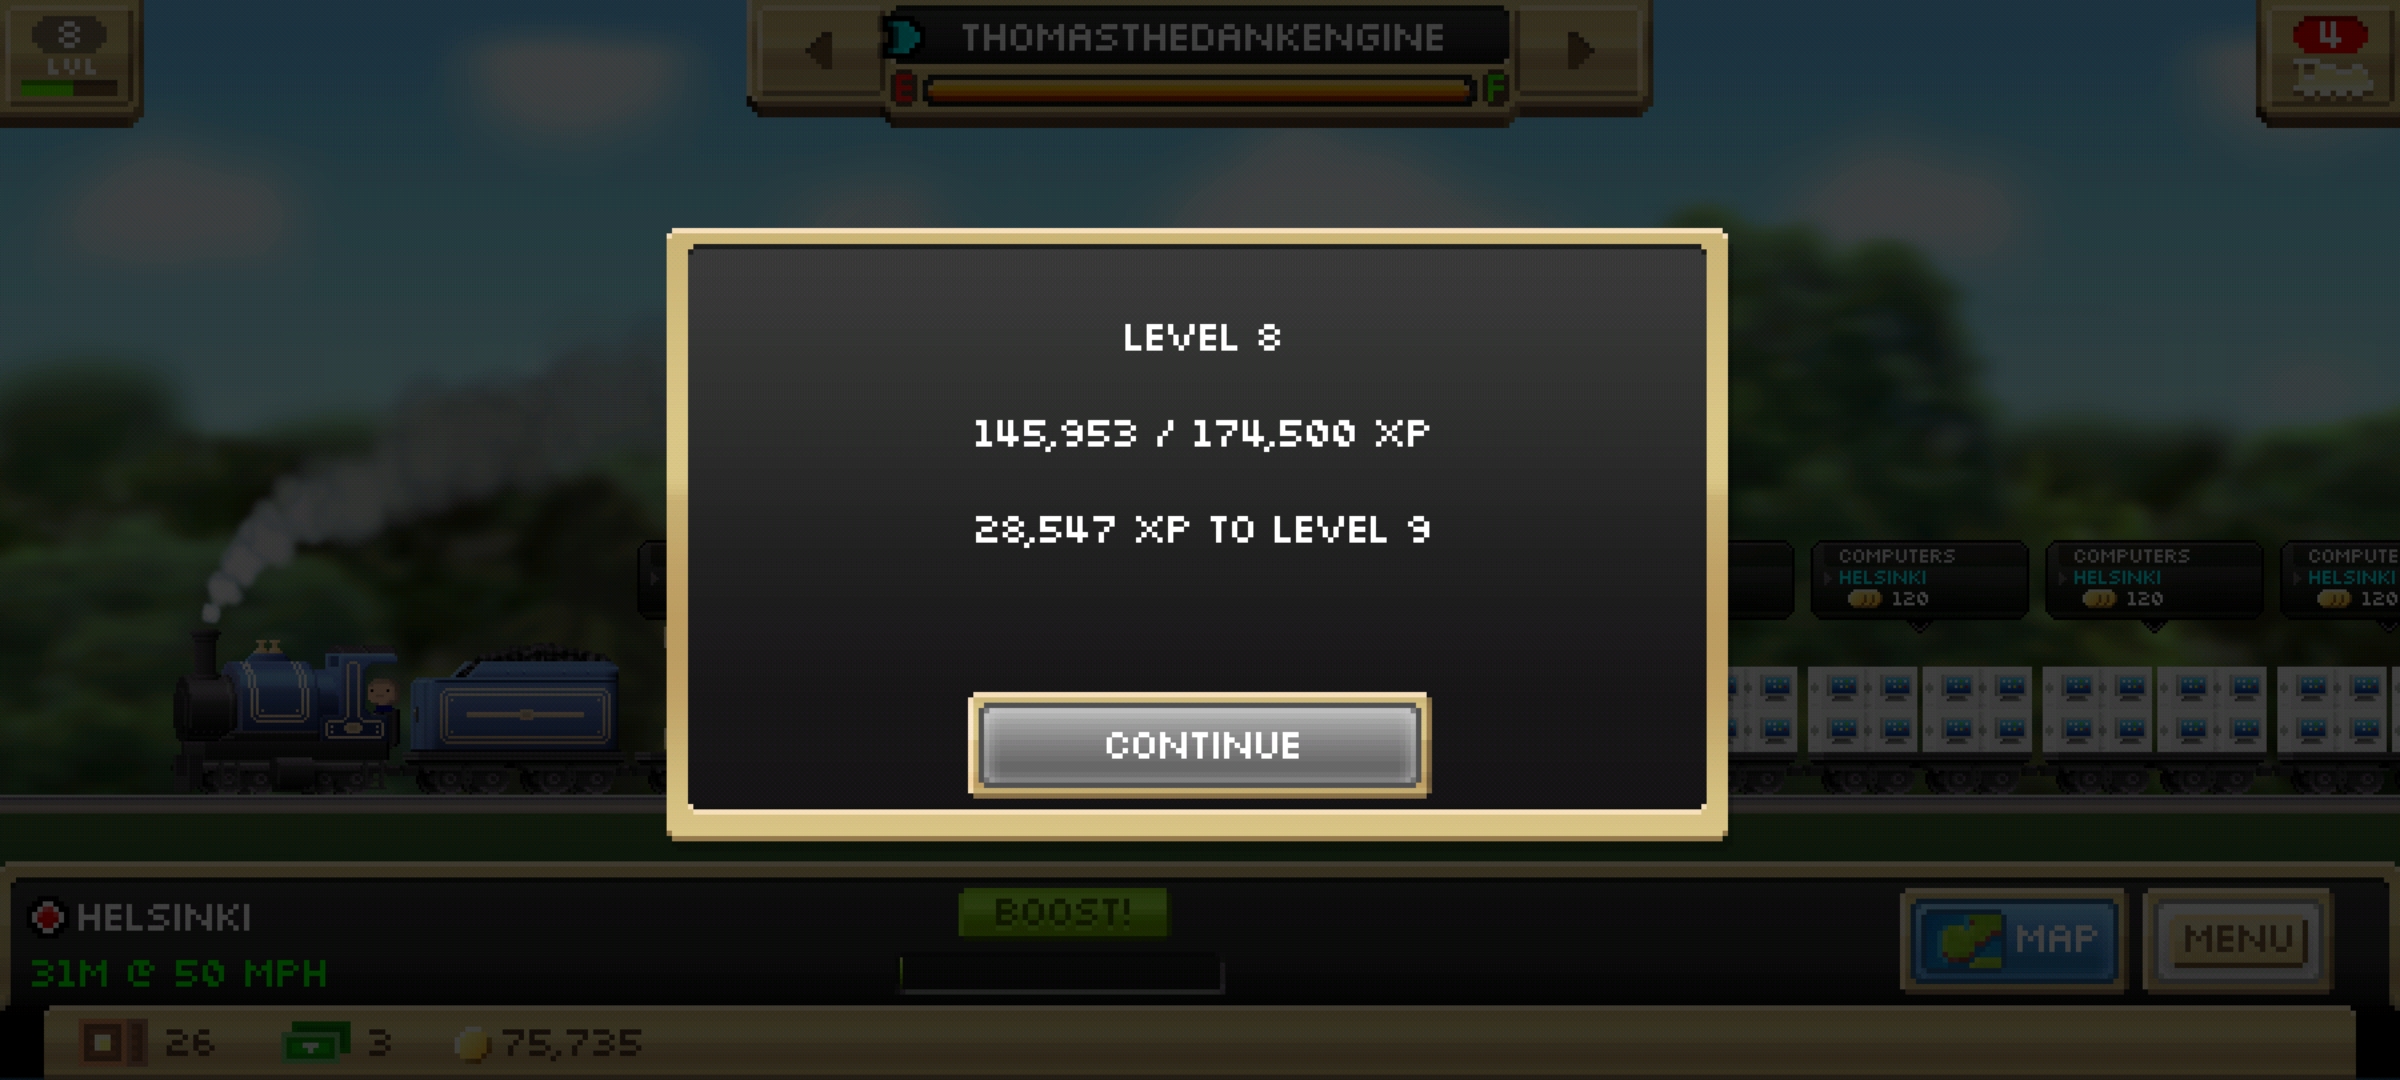 8
LVL
THOMASTHEDANKENGINE
E
F
4
LEVEL 8
145,953 / 174,500 XP
28,547 XP TO LEVEL 9
CONTINUE
COMPUTERS
HELSINKI
120
COMPUTERS
HELSINKI
120
COMPUTE
HELSINKI
120
HELSINKI
31M @ 50 MPH
BOOST!
MAP
MENU
26
3
75,735